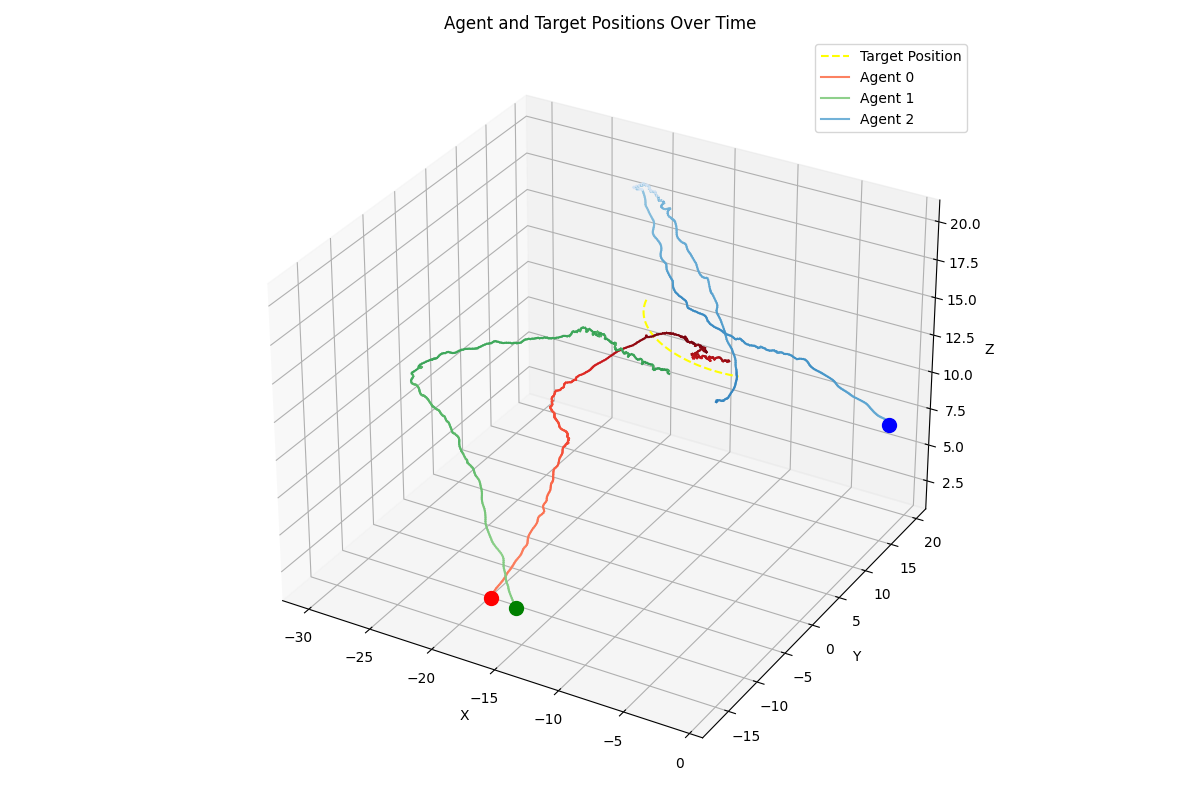 Agent and Target Positions Over Time
Target Position
Agent 0
Agent 1
Agent 2
20.0
17.5
15.0
12.5
10.0
7.5
5.0
2.5
Z
20
15
10
5
0
−5
−10
−15
Y
−30
−25
−20
−15
−10
−5
0
X